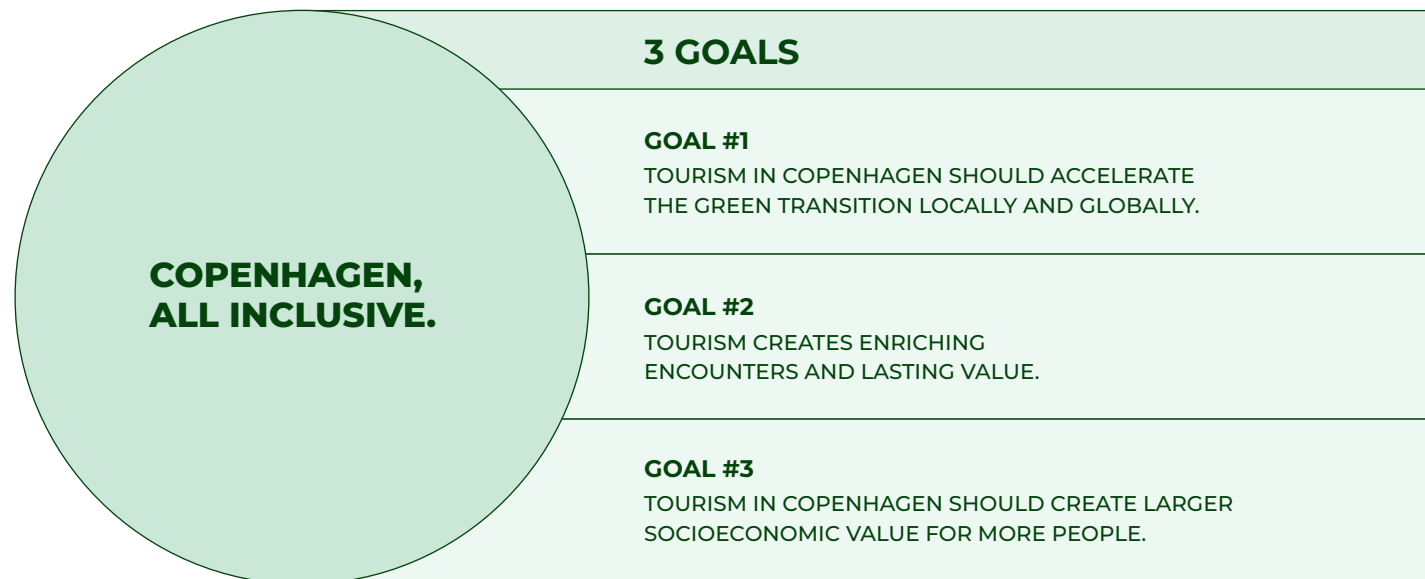 COPENHAGEN,
ALL INCLUSIVE.
3 GOALS
GOAL #1
TOURISM IN COPENHAGEN SHOULD ACCELERATE
THE GREEN TRANSITION LOCALLY AND GLOBALLY.
GOAL #2
TOURISM CREATES ENRICHING
ENCOUNTERS AND LASTING VALUE.
GOAL #3
TOURISM IN COPENHAGEN SHOULD CREATE LARGER
SOCIOECONOMIC VALUE FOR MORE PEOPLE.